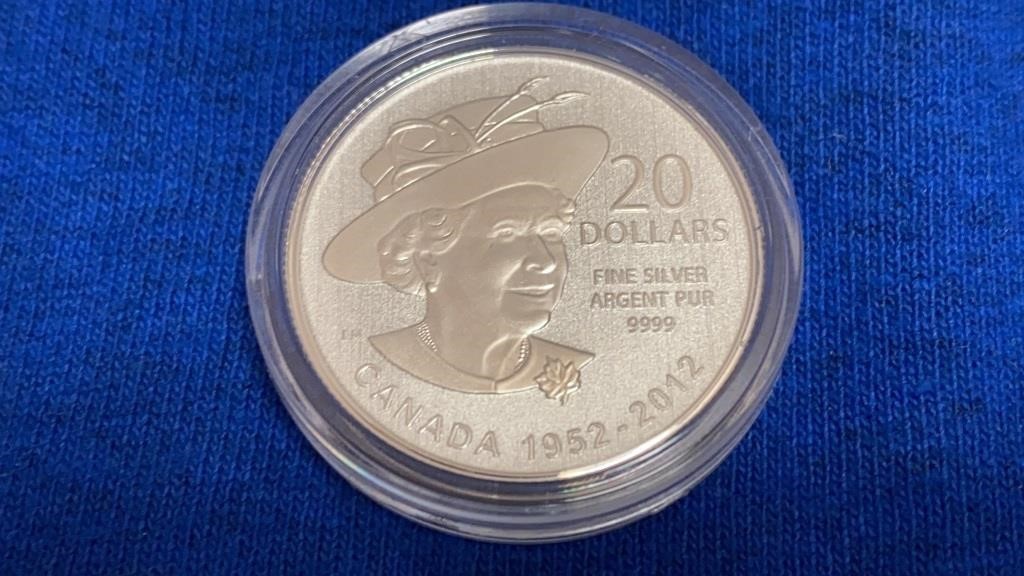 20
DOLLARS
FINE SILVER
ARGENT PUR
9999
CANADA 1952-2012